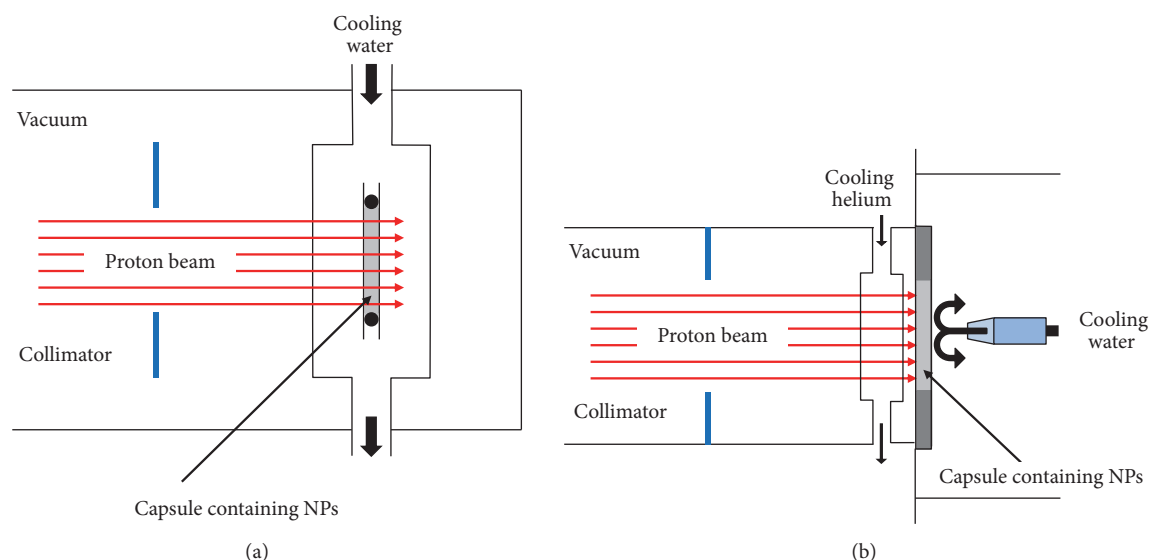 Cooling
water
Vacuum
Proton beam
Collimator
Capsule containing NPs
(a)
Cooling
helium
Vacuum
Proton beam
Cooling
water
Collimator
Capsule containing NPs
(b)